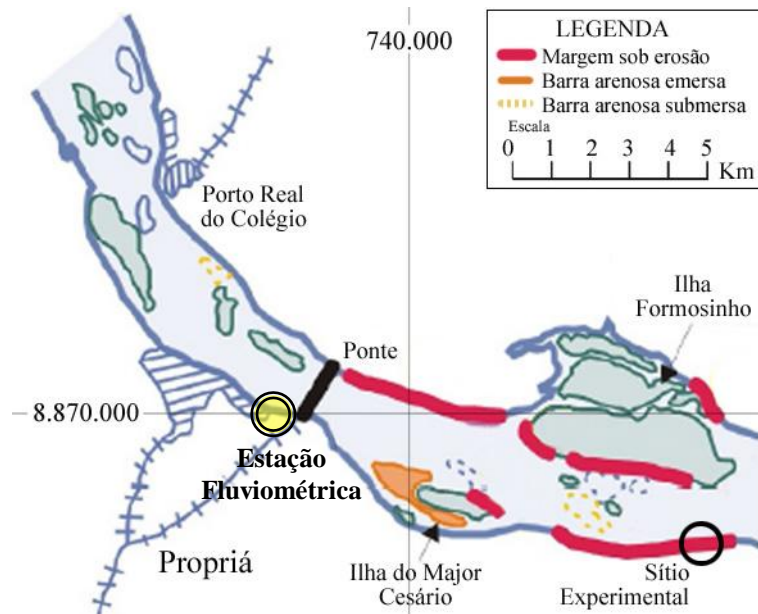 740.000
LEGENDA
Margem sob erosão
Barra arenosa emersa
Barra arenosa submersa
Escala
0 1 2 3 4 5
Km
Porto Real
do Colégio
Ilha
Formosinho
Ponte
8.870.000
Estação
Fluviométrica
Propriá
Ilha do Major
Cesário
Sítio
Experimental